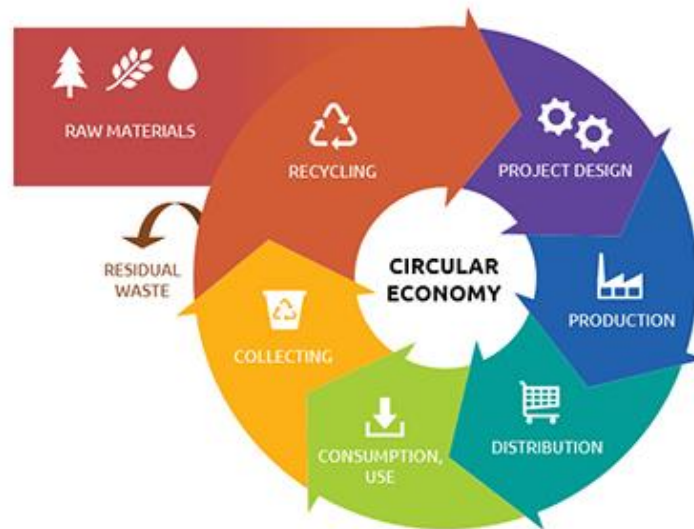 RAW MATERIALS
RECYCLING
PROJECT DESIGN
RESIDUAL
WASTE
CIRCULAR
ECONOMY
PRODUCTION
COLLECTING
DISTRIBUTION
CONSUMPTION,
USE